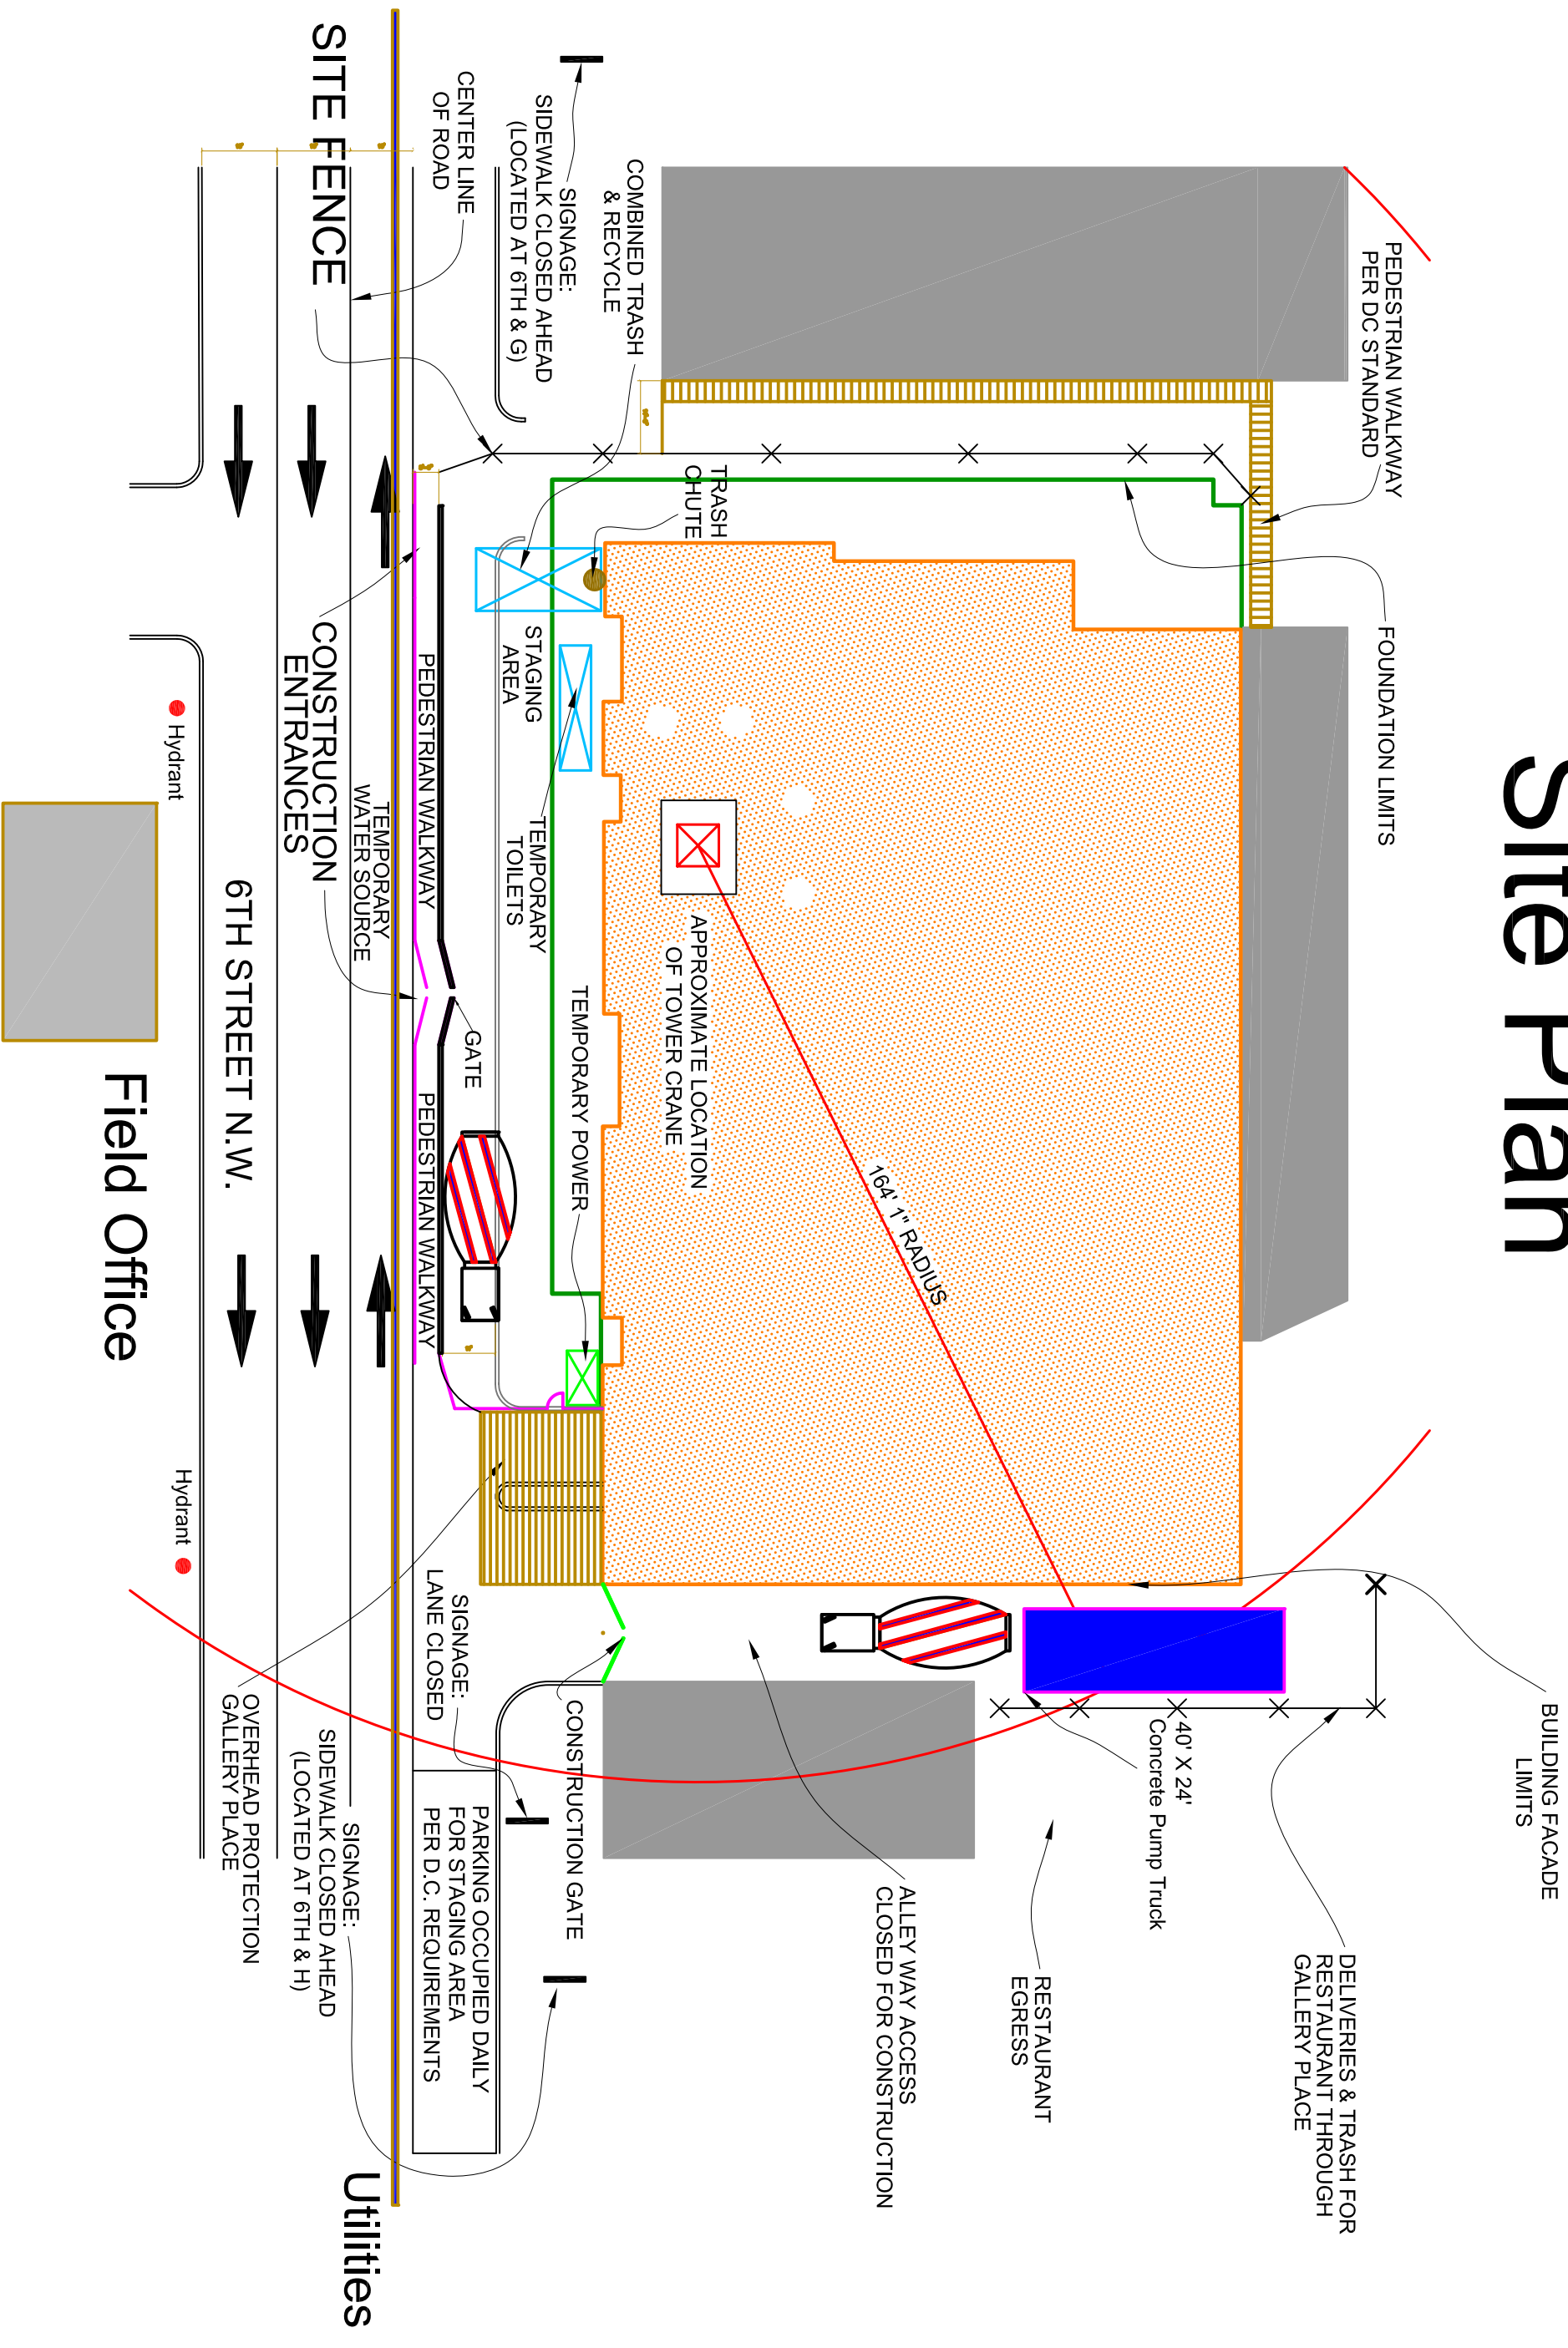 Site Plan
PEDESTRIAN WALKWAY
PER DC STANDARD
FOUNDATION LIMITS
BUILDING FACADE
LIMITS
DELIVERIES & TRASH FOR
RESTAURANT THROUGH
GALLERY PLACE
40' X 24'
Concrete Pump Truck
RESTAURANT
EGRESS
ALLEY WAY ACCESS
CLOSED FOR CONSTRUCTION
164' 1" RADIUS
TRASH
CHUTE
APPROXIMATE LOCATION
OF TOWER CRANE
COMBINED TRASH
& RECYCLE
SIGNAGE:
SIDEWALK CLOSED AHEAD
(LOCATED AT 6TH & G)
STAGING
AREA
TEMPORARY
TOILETS
TEMPORARY POWER
CONSTRUCTION GATE
CENTER LINE
OF ROAD
GATE
SIGNAGE:
LANE CLOSED
PARKING OCCUPIED DAILY
FOR STAGING AREA
PER D.C. REQUIREMENTS
PEDESTRIAN WALKWAY
PEDESTRIAN WALKWAY
SITE FENCE
CONSTRUCTION
ENTRANCES
TEMPORARY
WATER SOURCE
SIGNAGE:
SIDEWALK CLOSED AHEAD
(LOCATED AT 6TH & H)
Utilities
6TH STREET N.W.
OVERHEAD PROTECTION
GALLERY PLACE
Hydrant
Hydrant
Field Office